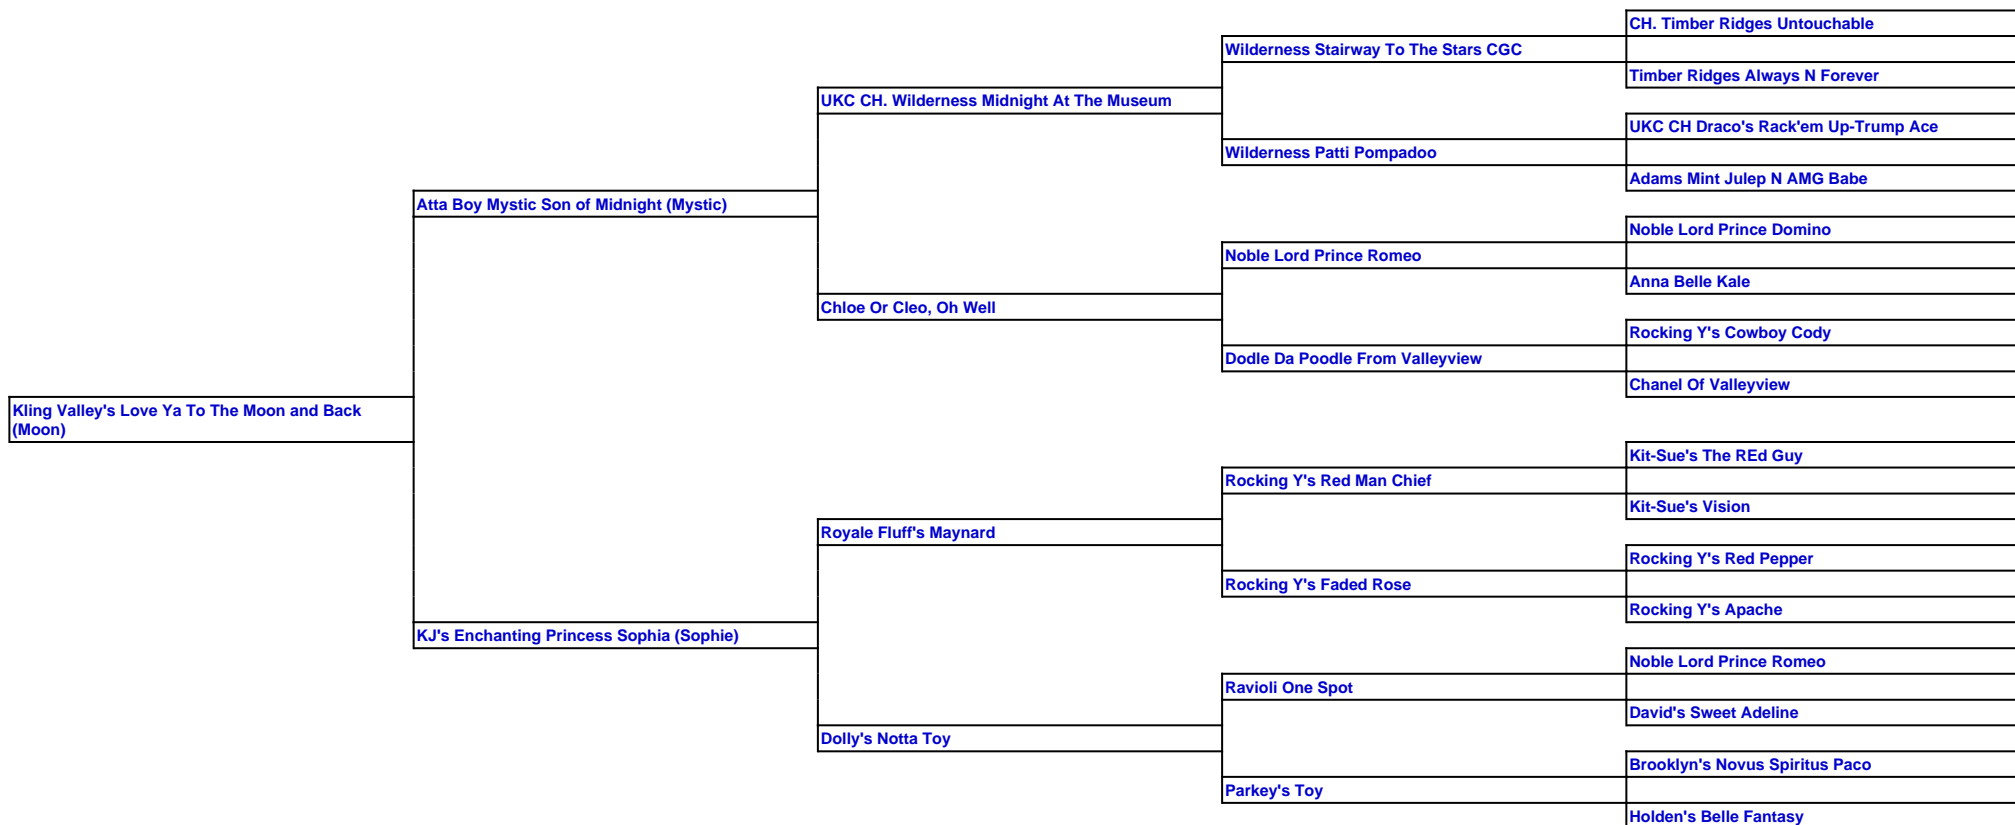 CH. Timber Ridges Untouchable
Wilderness Stairway To The Stars CGC
Timber Ridges Always N Forever
UKC CH. Wilderness Midnight At The Museum
UKC CH Draco's Rack'em Up-Trump Ace
Wilderness Patti Pompadoo
Adams Mint Julep N AMG Babe
Atta Boy Mystic Son of Midnight (Mystic)
Noble Lord Prince Domino
Noble Lord Prince Romeo
Anna Belle Kale
Chloe Or Cleo, Oh Well
Rocking Y's Cowboy Cody
Dodle Da Poodle From Valleyview
Chanel Of Valleyview
Kling Valley's Love Ya To The Moon and Back
(Moon)
Kit-Sue's The REd Guy
Rocking Y's Red Man Chief
Kit-Sue's Vision
Royale Fluff's Maynard
Rocking Y's Red Pepper
Rocking Y's Faded Rose
Rocking Y's Apache
KJ's Enchanting Princess Sophia (Sophie)
Noble Lord Prince Romeo
Ravioli One Spot
David's Sweet Adeline
Dolly's Notta Toy
Brooklyn's Novus Spiritus Paco
Parkey's Toy
Holden's Belle Fantasy